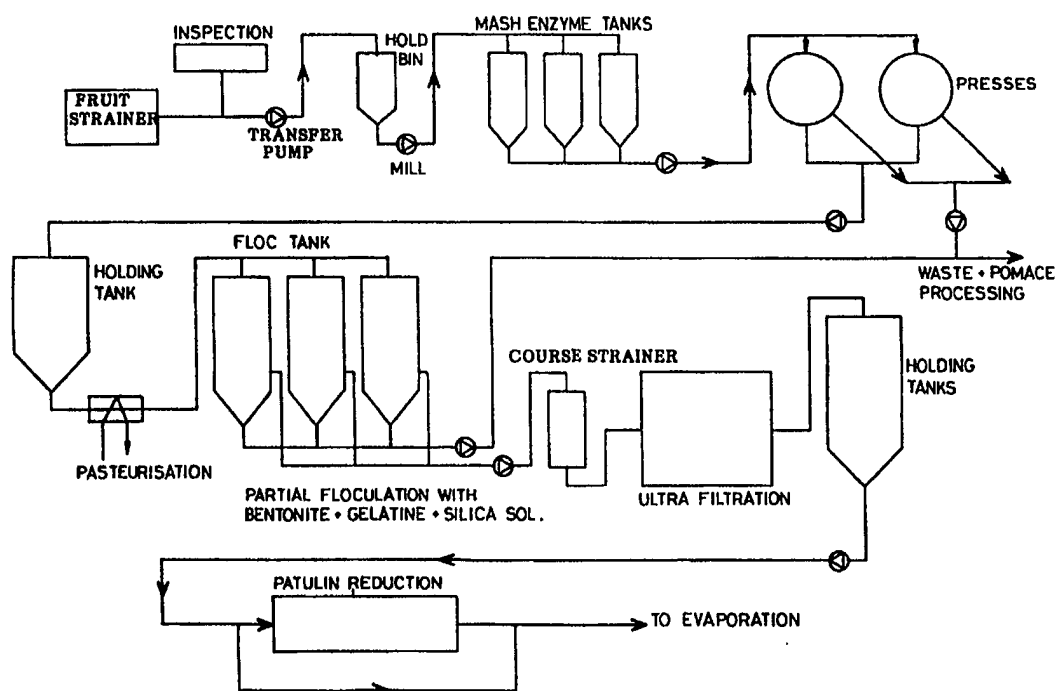 INSPECTION
FRUIT
STRAINER
TRANSFER
PUMP
HOLD
BIN
MILL
MASH ENZYME TANKS
PRESSES
HOLDING
TANK
FLOC TANK
WASTE + POMACE
PROCESSING
PASTEURISATION
COURSE STRAINER
HOLDING
TANKS
PARTIAL FLOCULATION WITH
BENTONITE + GELATINE + SILICA SOL.
ULTRA FILTRATION
PATULIN REDUCTION
TO EVAPORATION